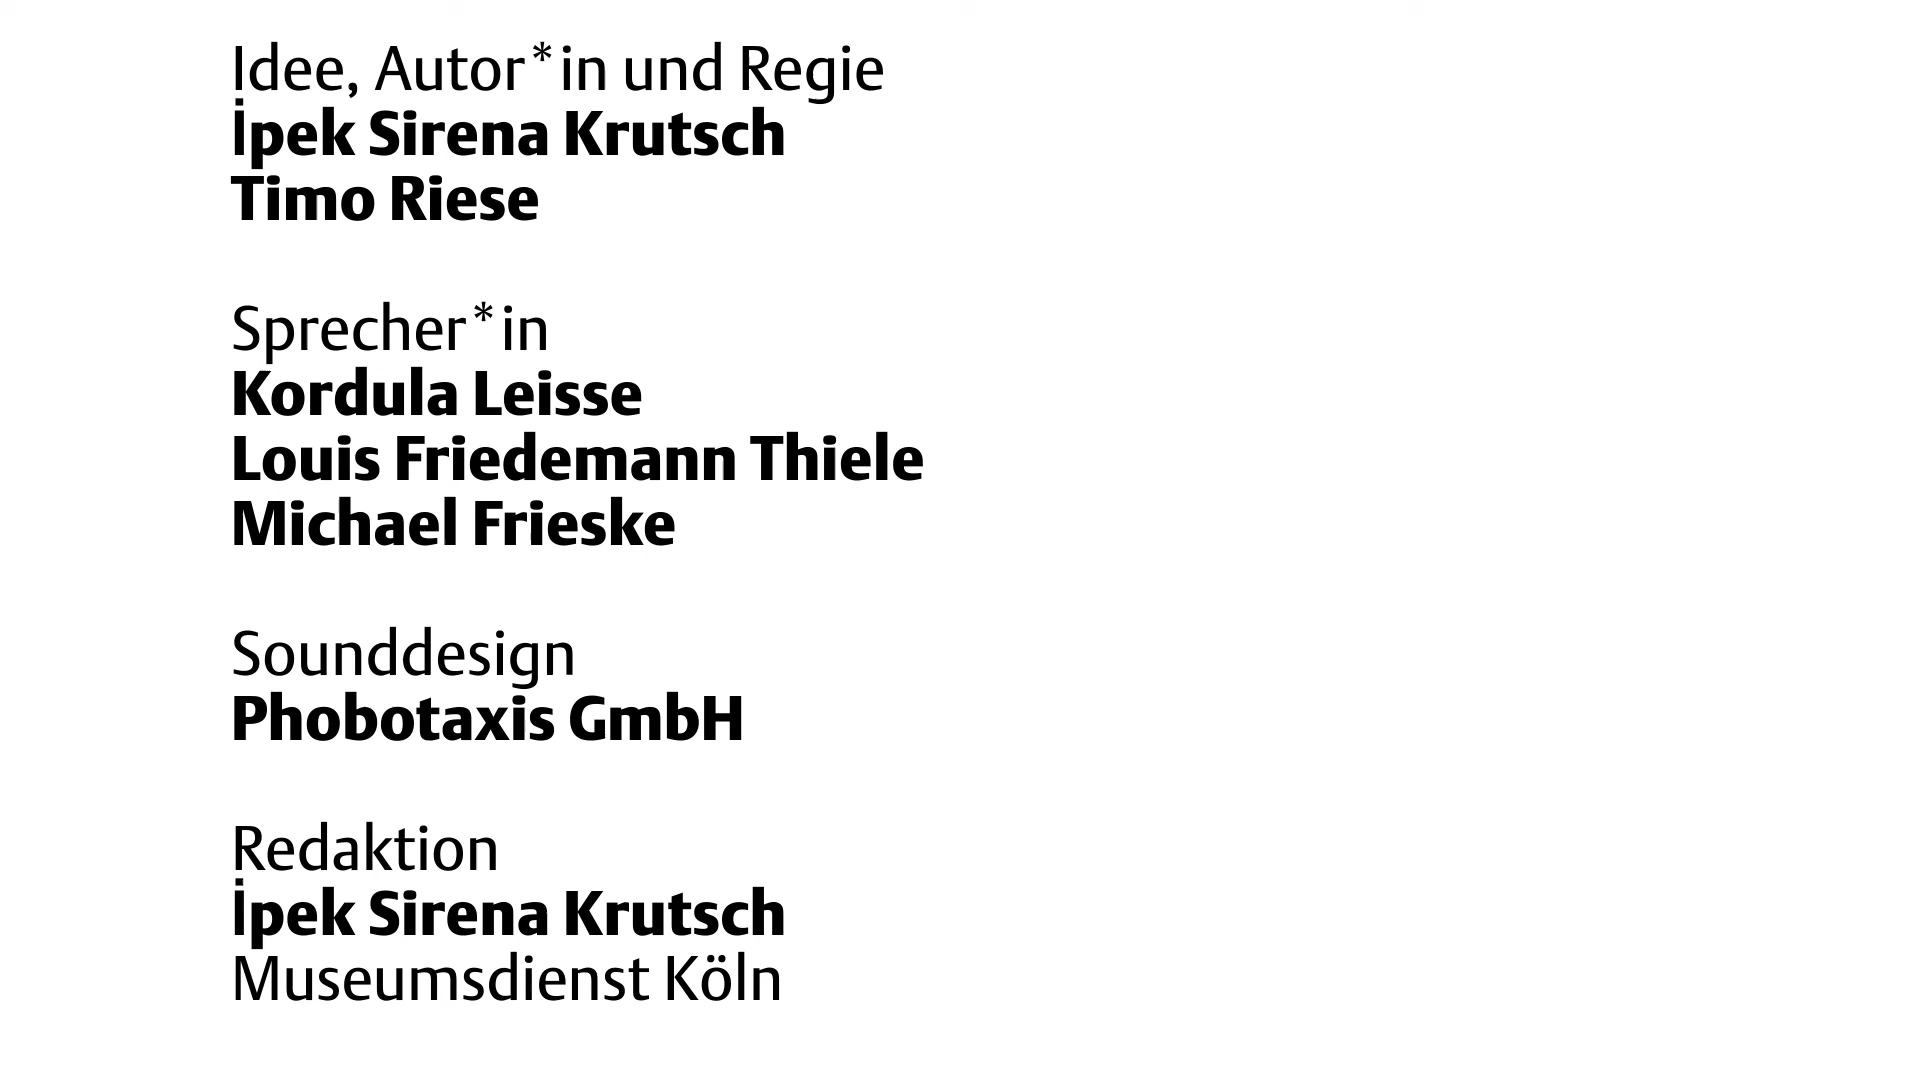 Idee, Autor*in und Regie
İpek Sirena Krutsch
Timo Riese
Sprecher*in
Kordula Leisse
Louis Friedemann Thiele
Michael Frieske
Sounddesign
Phobotaxis GmbH
Redaktion
İpek Sirena Krutsch
Museumsdienst Köln